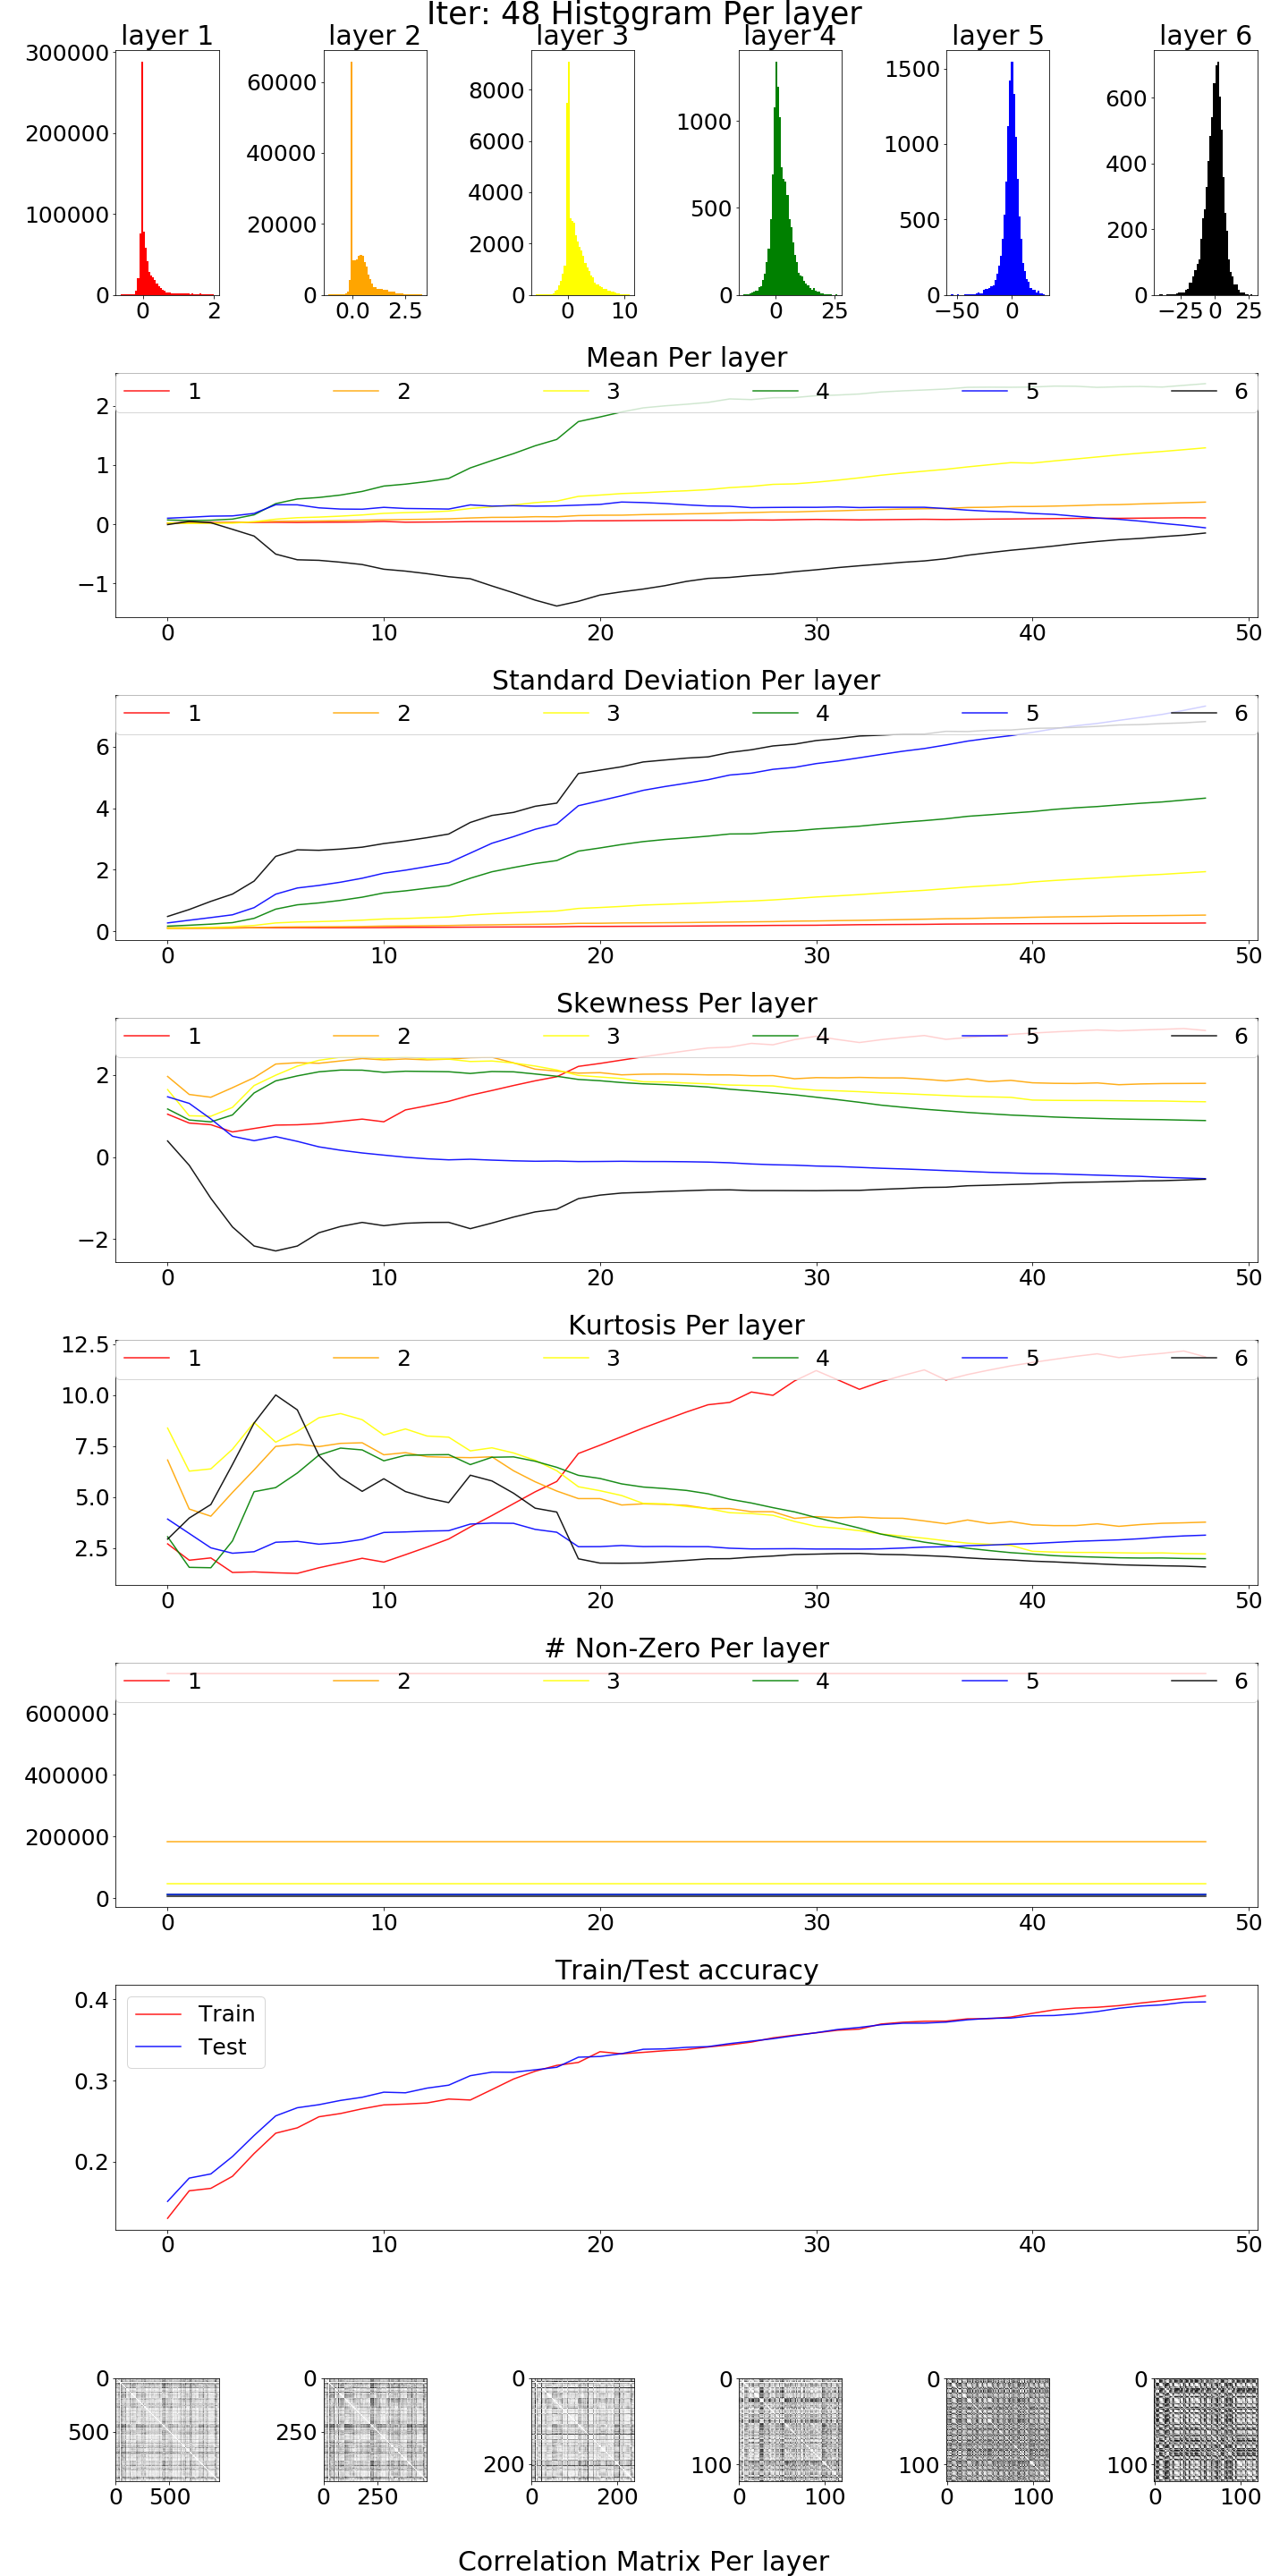 Iter: 48 Histogram Per layer
layer 1 layer 2 layer 3 layer 4 layer 5 layer 6
300000 200000 100000 0
0 2
60000 40000 20000 0
0.0 2.5
8000 6000 4000 2000 0
0 10
1000 500 0
0 25
1500 1000 500 0
−50 0
600 400 200 0
−25 0 25
Mean Per layer
1 2 3 4 5 6
2
1
0
−1
0 10 20 30 40 50
Standard Deviation Per layer
1 2 3 4 5 6
6
4
2
0
0 10 20 30 40 50
Skewness Per layer
1 2 3 4 5 6
2
0
−2
0 10 20 30 40 50
Kurtosis Per layer
12.5
1 2 3 4 5 6
10.0
7.5
5.0
2.5
0 10 20 30 40 50
# Non-Zero Per layer
1 2 3 4 5 6
600000
400000
200000
0
0 10 20 30 40 50
Train/Test accuracy
0.4
Train
Test
0.3
0.2
0 10 20 30 40 50
0 500
0 500
0 250
0 250
0 200
0 200
0 100
0 100
0 100
0 100
0 100
0 100
Correlation Matrix Per layer